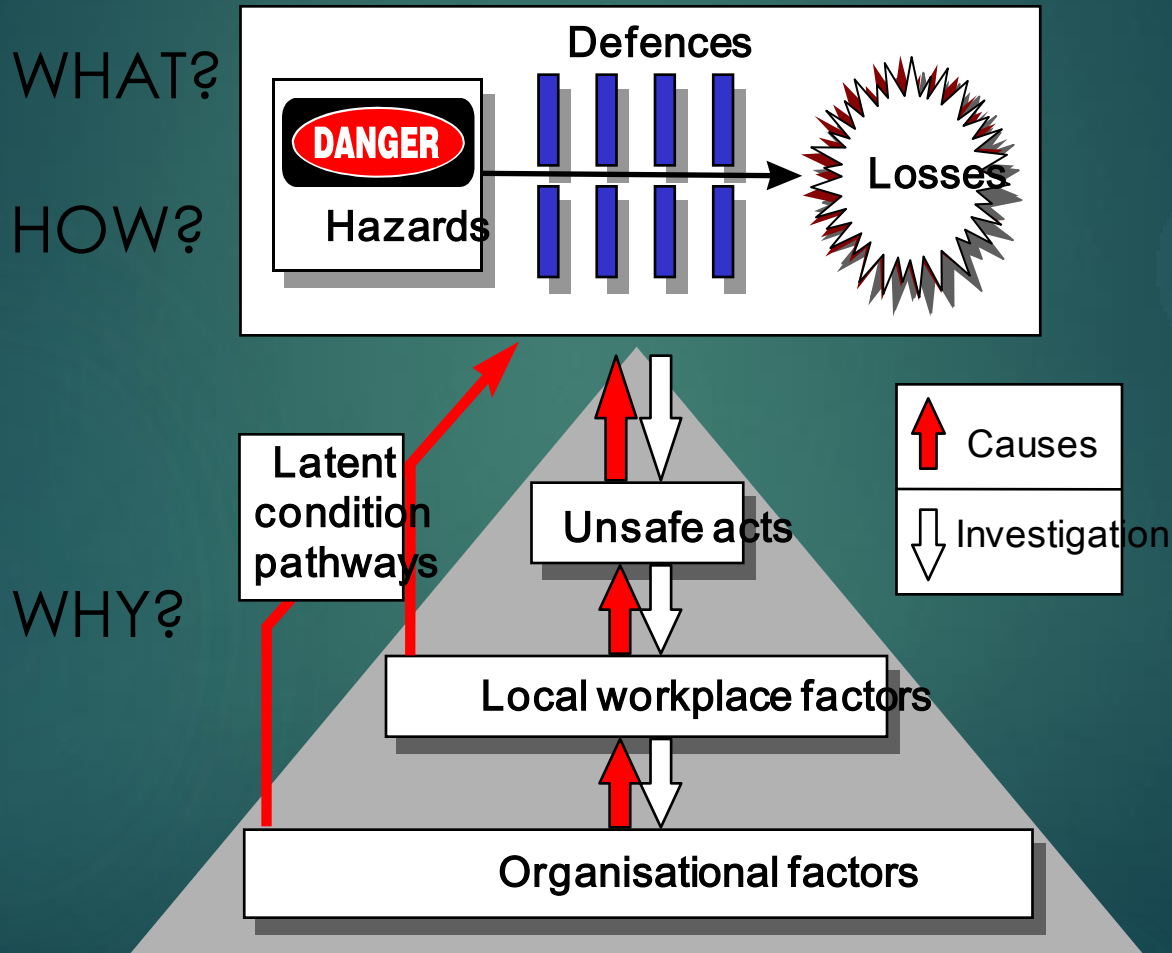 WHAT?
Defences
DANGER
Losses
HOW?
Hazards
Latent
condition
pathways
Causes
Unsafe acts
Investigation
WHY?
Local workplace factors
Organisational factors